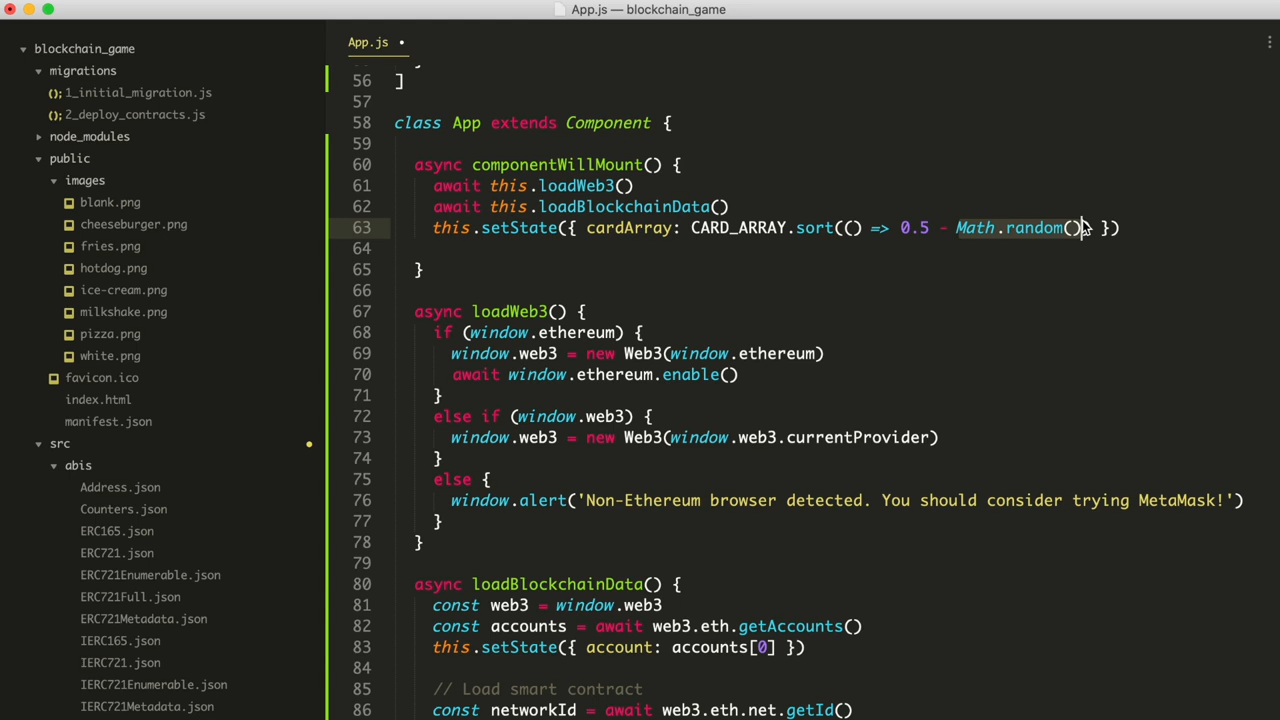 App.js — blockchain_game
blockchain_game
migrations
1_initial_migration.js
2_deploy_contracts.js
node_modules
public
images
blank.png
cheeseburger.png
fries.png
hotdog.png
ice-cream.png
milkshake.png
pizza.png
white.png
favicon.ico
index.html
manifest.json
src
abis
Address.json
Counters.json
ERC165.json
ERC721.json
ERC721Enumerable.json
ERC721Full.json
ERC721Metadata.json
IERC165.json
IERC721.json
IERC721Enumerable.json
IERC721Metadata.json
App.js
56 ]
57
58 class App extends Component {
59
60 async componentWillMount() {
61 await this.loadWeb3()
62 await this.loadBlockchainData()
63 this.setState({ cardArray: CARD_ARRAY.sort(() => 0.5 - Math.random()) })
64
65 }
66
67 async loadWeb3() {
68 if (window.ethereum) {
69 window.web3 = new Web3(window.ethereum)
70 await window.ethereum.enable()
71 }
72 else if (window.web3) {
73 window.web3 = new Web3(window.web3.currentProvider)
74 }
75 else {
76 window.alert('Non-Ethereum browser detected. You should consider trying MetaMask!')
77 }
78 }
79
80 async loadBlockchainData() {
81 const web3 = window.web3
82 const accounts = await web3.eth.getAccounts()
83 this.setState({ account: accounts[0] })
84
85 // Load smart contract
86 const networkId = await web3.eth.net.getId()